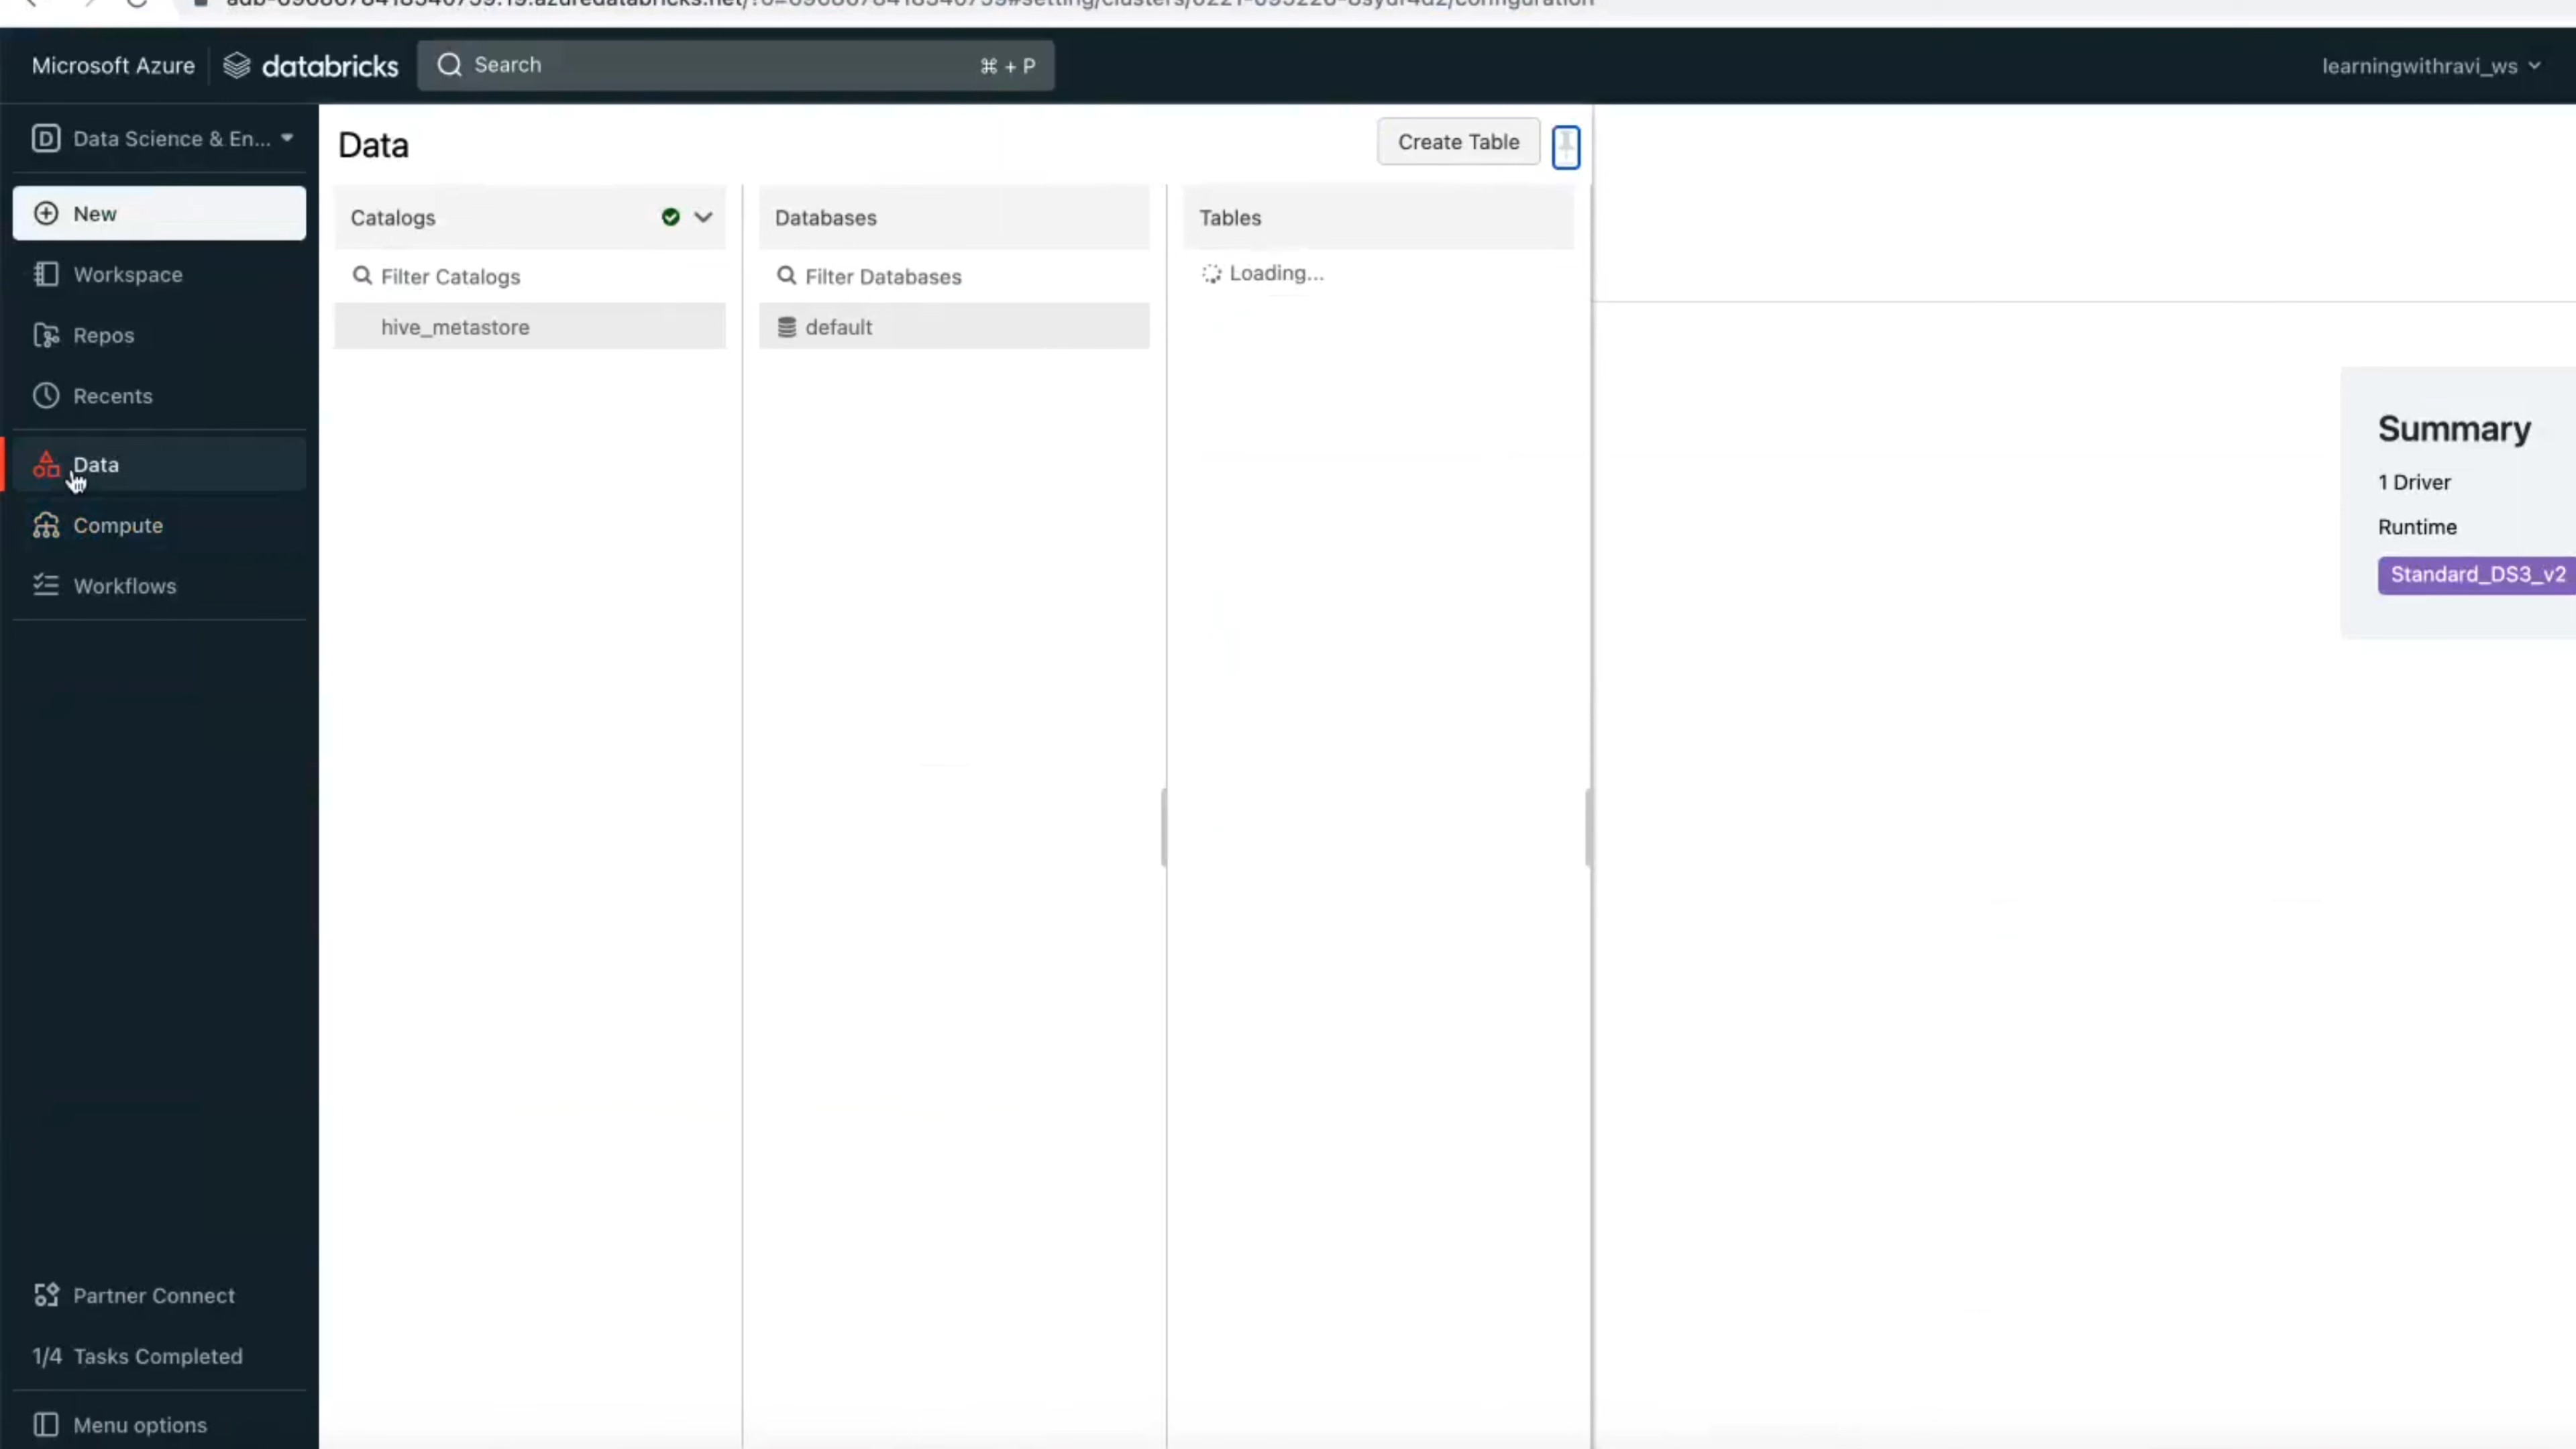 Microsoft Azure databricks Search ⌘ + P learningwithravi_ws
Data Science & En...
New
Workspace
Repos
Recents
Data
Compute
Workflows
Partner Connect
1/4 Tasks Completed
Menu options
Data Create Table
Catalogs
Filter Catalogs
hive_metastore
Databases
Filter Databases
default
Tables
Loading...
Summary
1 Driver
Runtime
Standard_DS3_v2